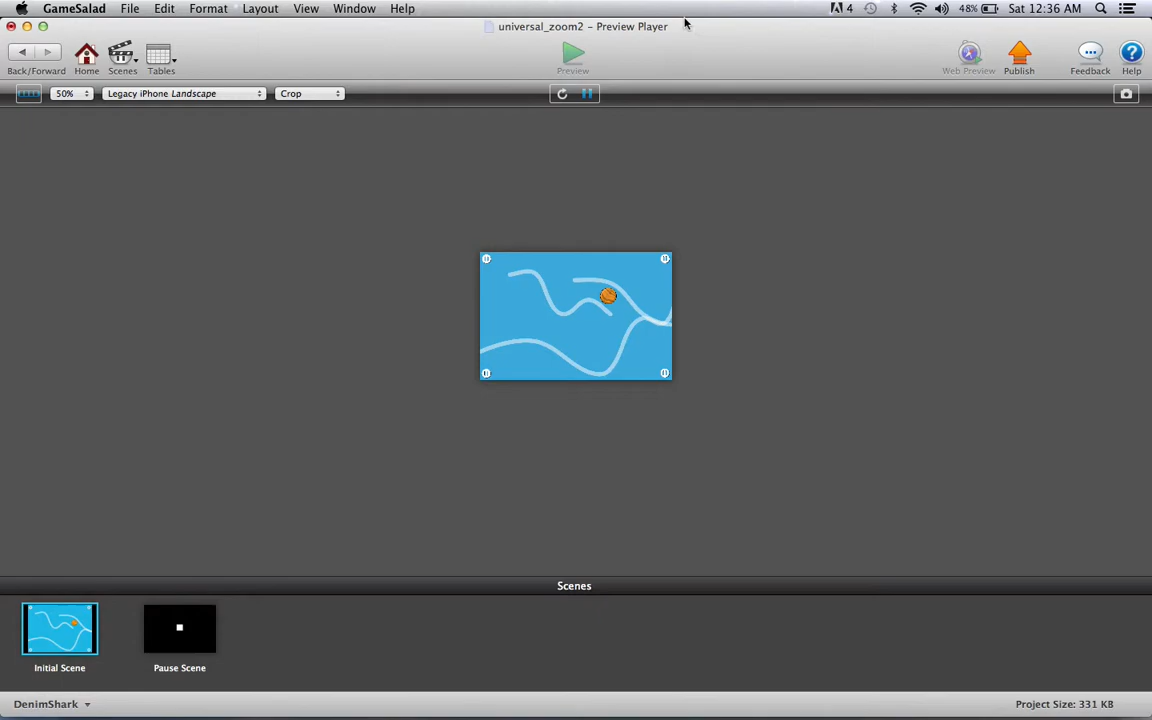 GameSalad File Edit Format Layout View Window Help 4 48% Sat 12:36 AM
universal_zoom2 – Preview Player
Back/Forward Home Scenes Tables Preview Web Preview Publish Feedback Help
50% Legacy iPhone Landscape Crop
Scenes
Initial Scene Pause Scene
DenimShark Project Size: 331 KB